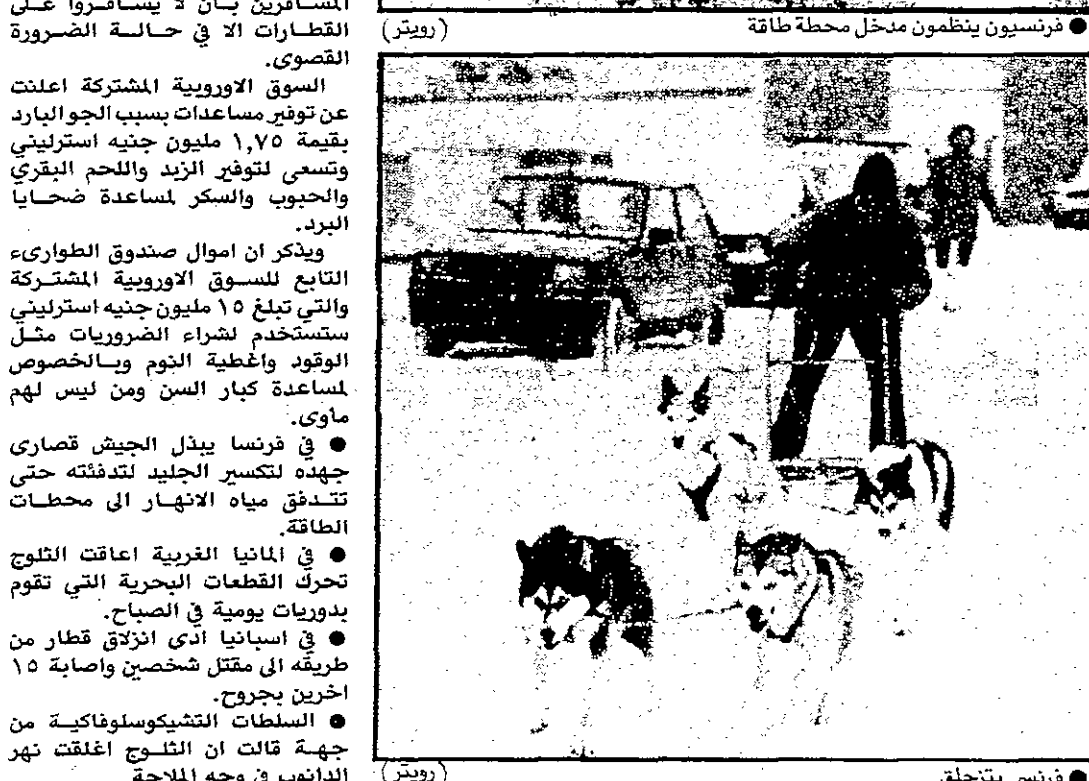 المسافرين بان لا يسافروا على
القطارات الا في حالة الضرورة
القصوى.
السوق الاوروبية المشتركة اعلنت
عن توفير مساعدات بسبب الجو البارد
بقيمة ١,٧٥ مليون جنيه استرليني
وتسعى لتوفير الزبد واللحم البقري
والحبوب والسكر لمساعدة ضحايا
البرد.
ويذكر ان اموال صندوق الطوارىء
التابع للسوق الاوروبية المشتركة
والتي تبلغ ١٥ مليون جنيه استرليني
ستستخدم لشراء الضروريات مثل
الوقود واغطية النوم وبالخصوص
لمساعدة كبار السن ومن ليس لهم
ماوى.
● في فرنسا يبذل الجيش قصارى
جهده لتكسير الجليد لتدفئته حتى
تتدفق مياه الانهار الى محطات
الطاقة.
● في المانيا الغربية اعاقت الثلوج
تحرك القطعات البحرية التي تقوم
بدوريات يومية في الصباح.
● في اسبانيا ادى انزلاق قطار من
طريقه الى مقتل شخصين واصابة ١٥
اخرين بجروح.
● السلطات التشيكوسلوفاكية من
جهة قالت ان الثلوج اغلقت نهر
الدانوب في وجه الملاحة
● فرنسيون ينظمون مدخل محطة طاقة (رويتر)
● فرنسي يتزحلق (رويتر)